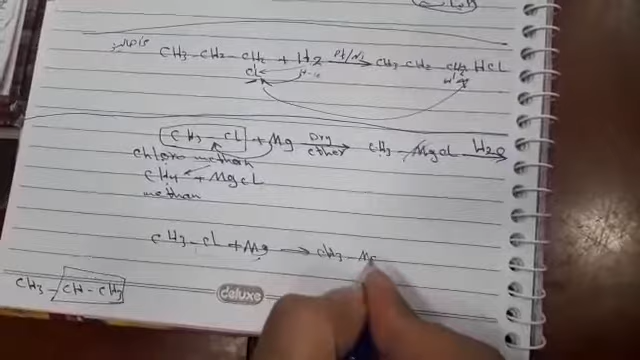 CH3-CH2-CH2 + H2 Pt/Ni CH3-CH2-CH2 HCl
Cl H-H H
CH3-Cl + Mg Dry ether CH3-MgCl H2O
chloro methan
CH4 + MgCl
methan
CH3-Cl + Mg → CH3-Mg
CH3-CH-CH3
deluxe